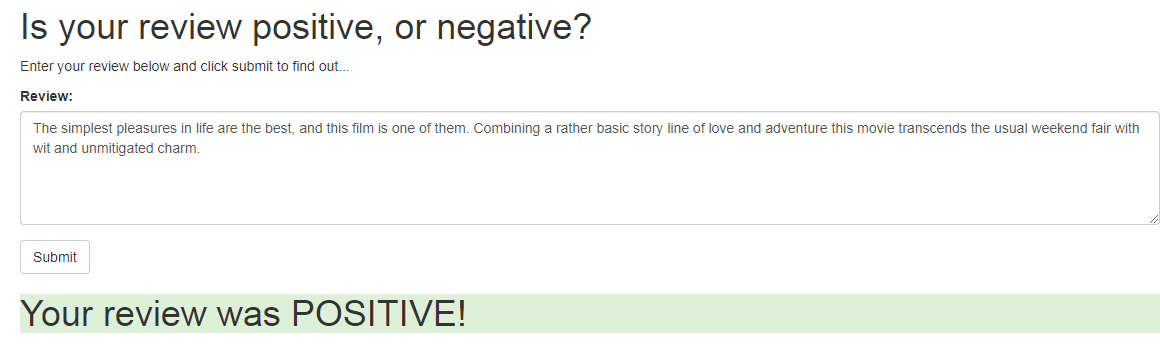 Is your review positive, or negative?
Enter your review below and click submit to find out...
Review:
The simplest pleasures in life are the best, and this film is one of them. Combining a rather basic story line of love and adventure this movie transcends the usual weekend fair with
wit and unmitigated charm.
Submit
Your review was POSITIVE!